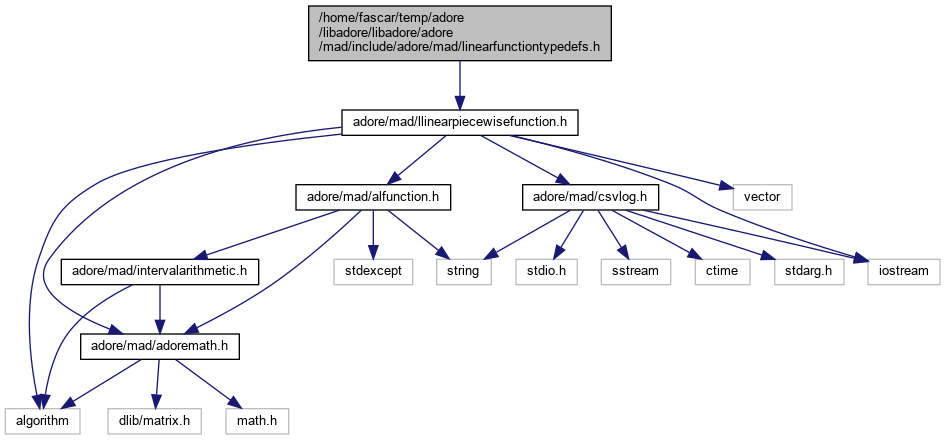 /home/fascar/temp/adore
/libadore/libadore/adore
/mad/include/adore/mad/linearfunctiontypedefs.h
adore/mad/llinearpiecewisefunction.h
adore/mad/alfunction.h
adore/mad/csvlog.h
vector
adore/mad/intervalarithmetic.h
stdexcept
string
stdio.h
sstream
ctime
stdarg.h
iostream
adore/mad/adoremath.h
algorithm
dlib/matrix.h
math.h